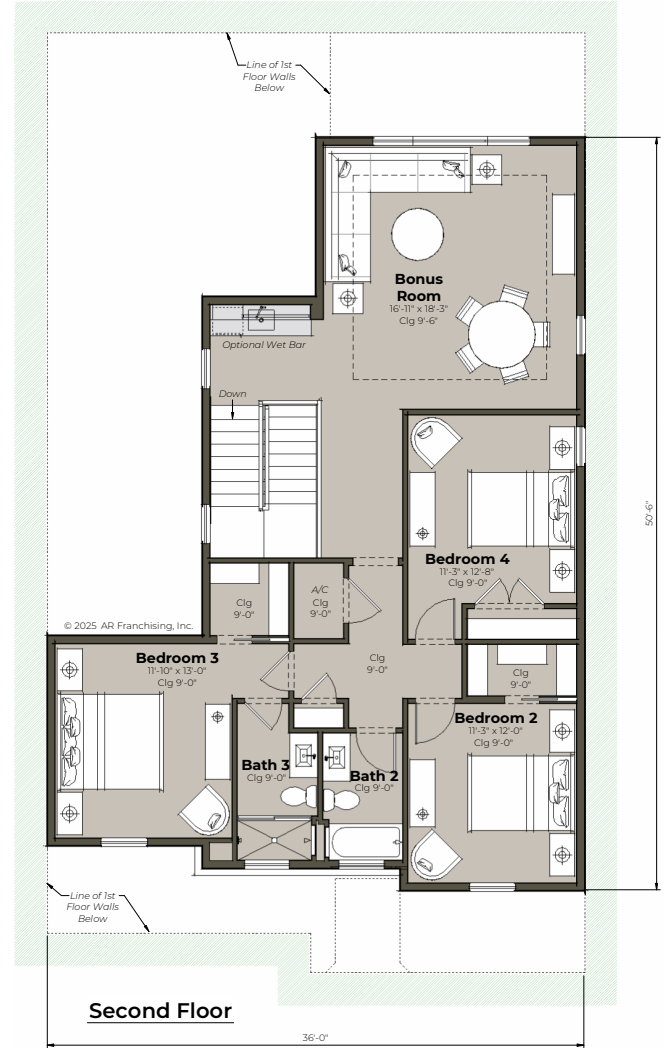 Line of 1st
Floor Walls
Below
Bonus
Room
16'-11" x 18'-3"
Clg 9'-6"
Optional Wet Bar
Down
50'-6"
Bedroom 4
11'-3" x 12'-8"
Clg 9'-0"
A/C
Clg
9'-0"
Clg
9'-0"
© 2025 AR Franchising, Inc.
Bedroom 3
11'-10" x 13'-0"
Clg 9'-0"
Clg
9'-0"
Clg
9'-0"
Bedroom 2
11'-3" x 12'-0"
Clg 9'-0"
Bath 3
Clg 9'-0"
Bath 2
Clg 9'-0"
Line of 1st
Floor Walls
Below
Second Floor
36'-0"